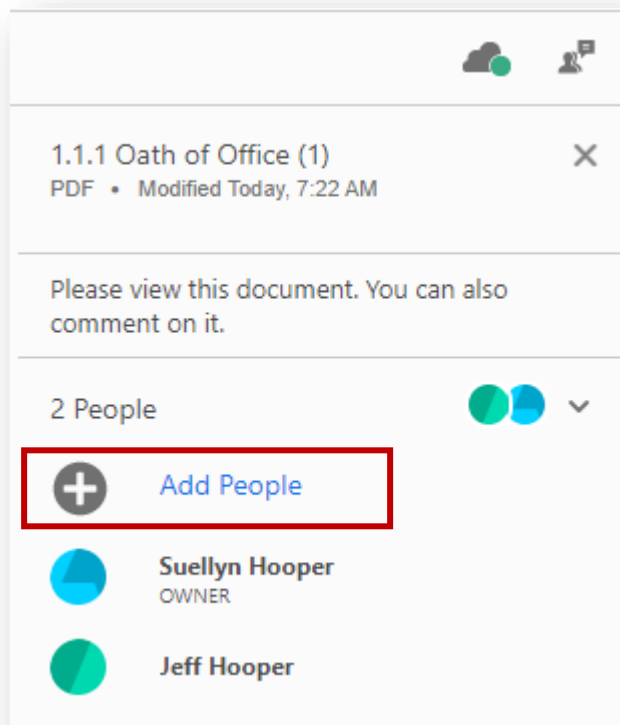 1.1.1 Oath of Office (1)
PDF • Modified Today, 7:22 AM
Please view this document. You can also
comment on it.
2 People
Add People
Suellyn Hooper
OWNER
Jeff Hooper